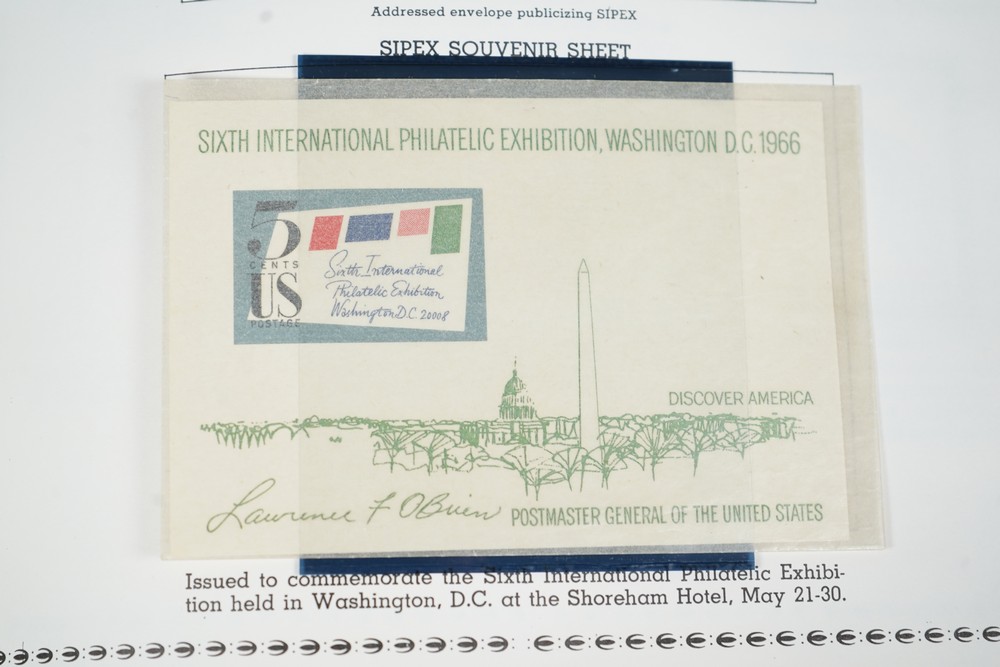 Addressed envelope publicizing SIPEX
SIPEX SOUVENIR SHEET
SIXTH INTERNATIONAL PHILATELIC EXHIBITION, WASHINGTON D.C. 1966
5
CENTS
US
POSTAGE
Sixth International
Philatelic Exhibition
Washington D.C. 20008
DISCOVER AMERICA
Lawrence F O'Brien POSTMASTER GENERAL OF THE UNITED STATES
Issued to commemorate the Sixth International Philatelic Exhibi-
tion held in Washington, D.C. at the Shoreham Hotel, May 21-30.